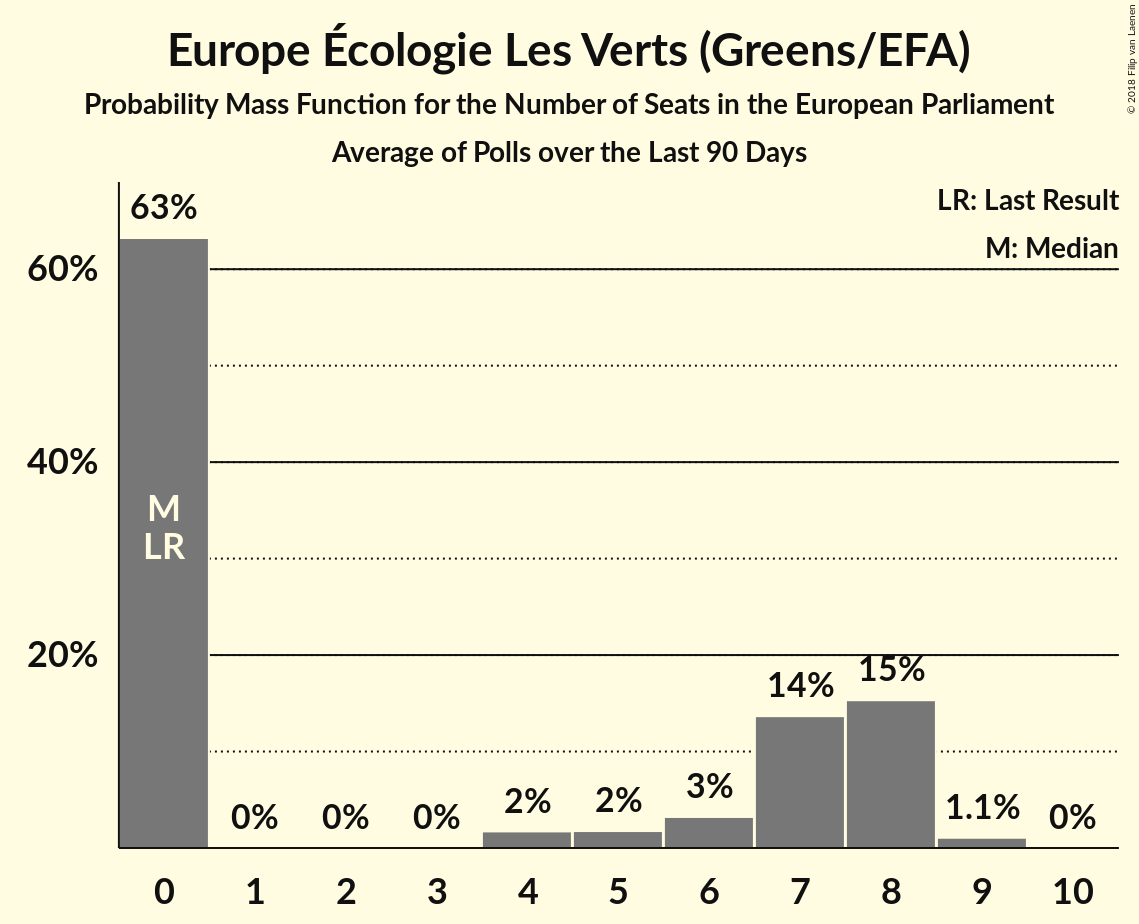 Europe Écologie Les Verts (Greens/EFA)
Probability Mass Function for the Number of Seats in the European Parliament
Average of Polls over the Last 90 Days
© 2018 Filip van Laenen
LR: Last Result
M: Median
63%
60%
40%
M
LR
20%
15%
14%
3%
2%
2%
1.1%
0%
0%
0%
0%
0 1 2 3 4 5 6 7 8 9 10